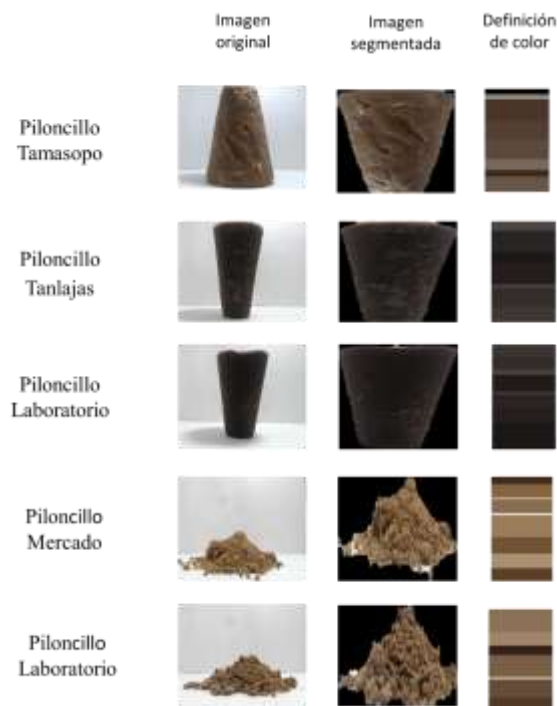 Imagen
original
Imagen
segmentada
Definición
de color
Piloncillo
Tamasopo
Piloncillo
Tanlajas
Piloncillo
Laboratorio
Piloncillo
Mercado
Piloncillo
Laboratorio